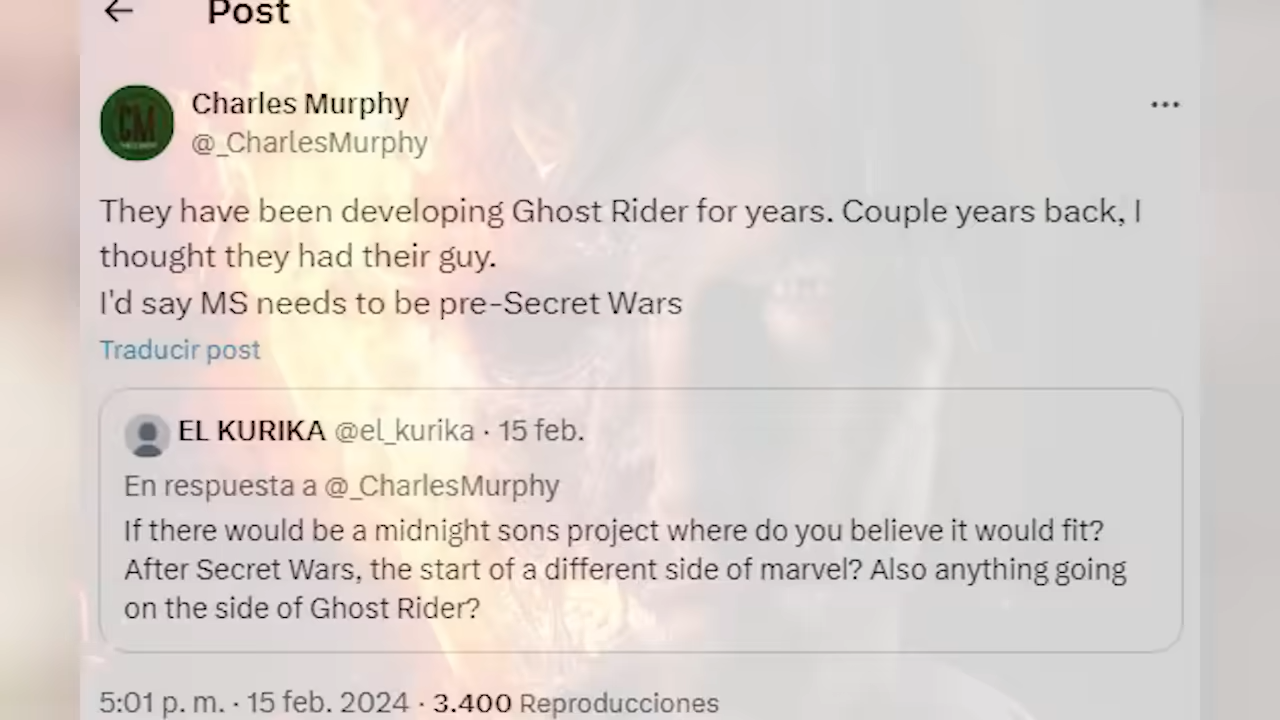 Post
Charles Murphy
@_CharlesMurphy
They have been developing Ghost Rider for years. Couple years back, I
thought they had their guy.
I'd say MS needs to be pre-Secret Wars
Traducir post
EL KURIKA @el_kurika · 15 feb.
En respuesta a @_CharlesMurphy
If there would be a midnight sons project where do you believe it would fit?
After Secret Wars, the start of a different side of marvel? Also anything going
on the side of Ghost Rider?
5:01 p. m. · 15 feb. 2024 · 3.400 Reproducciones
CM